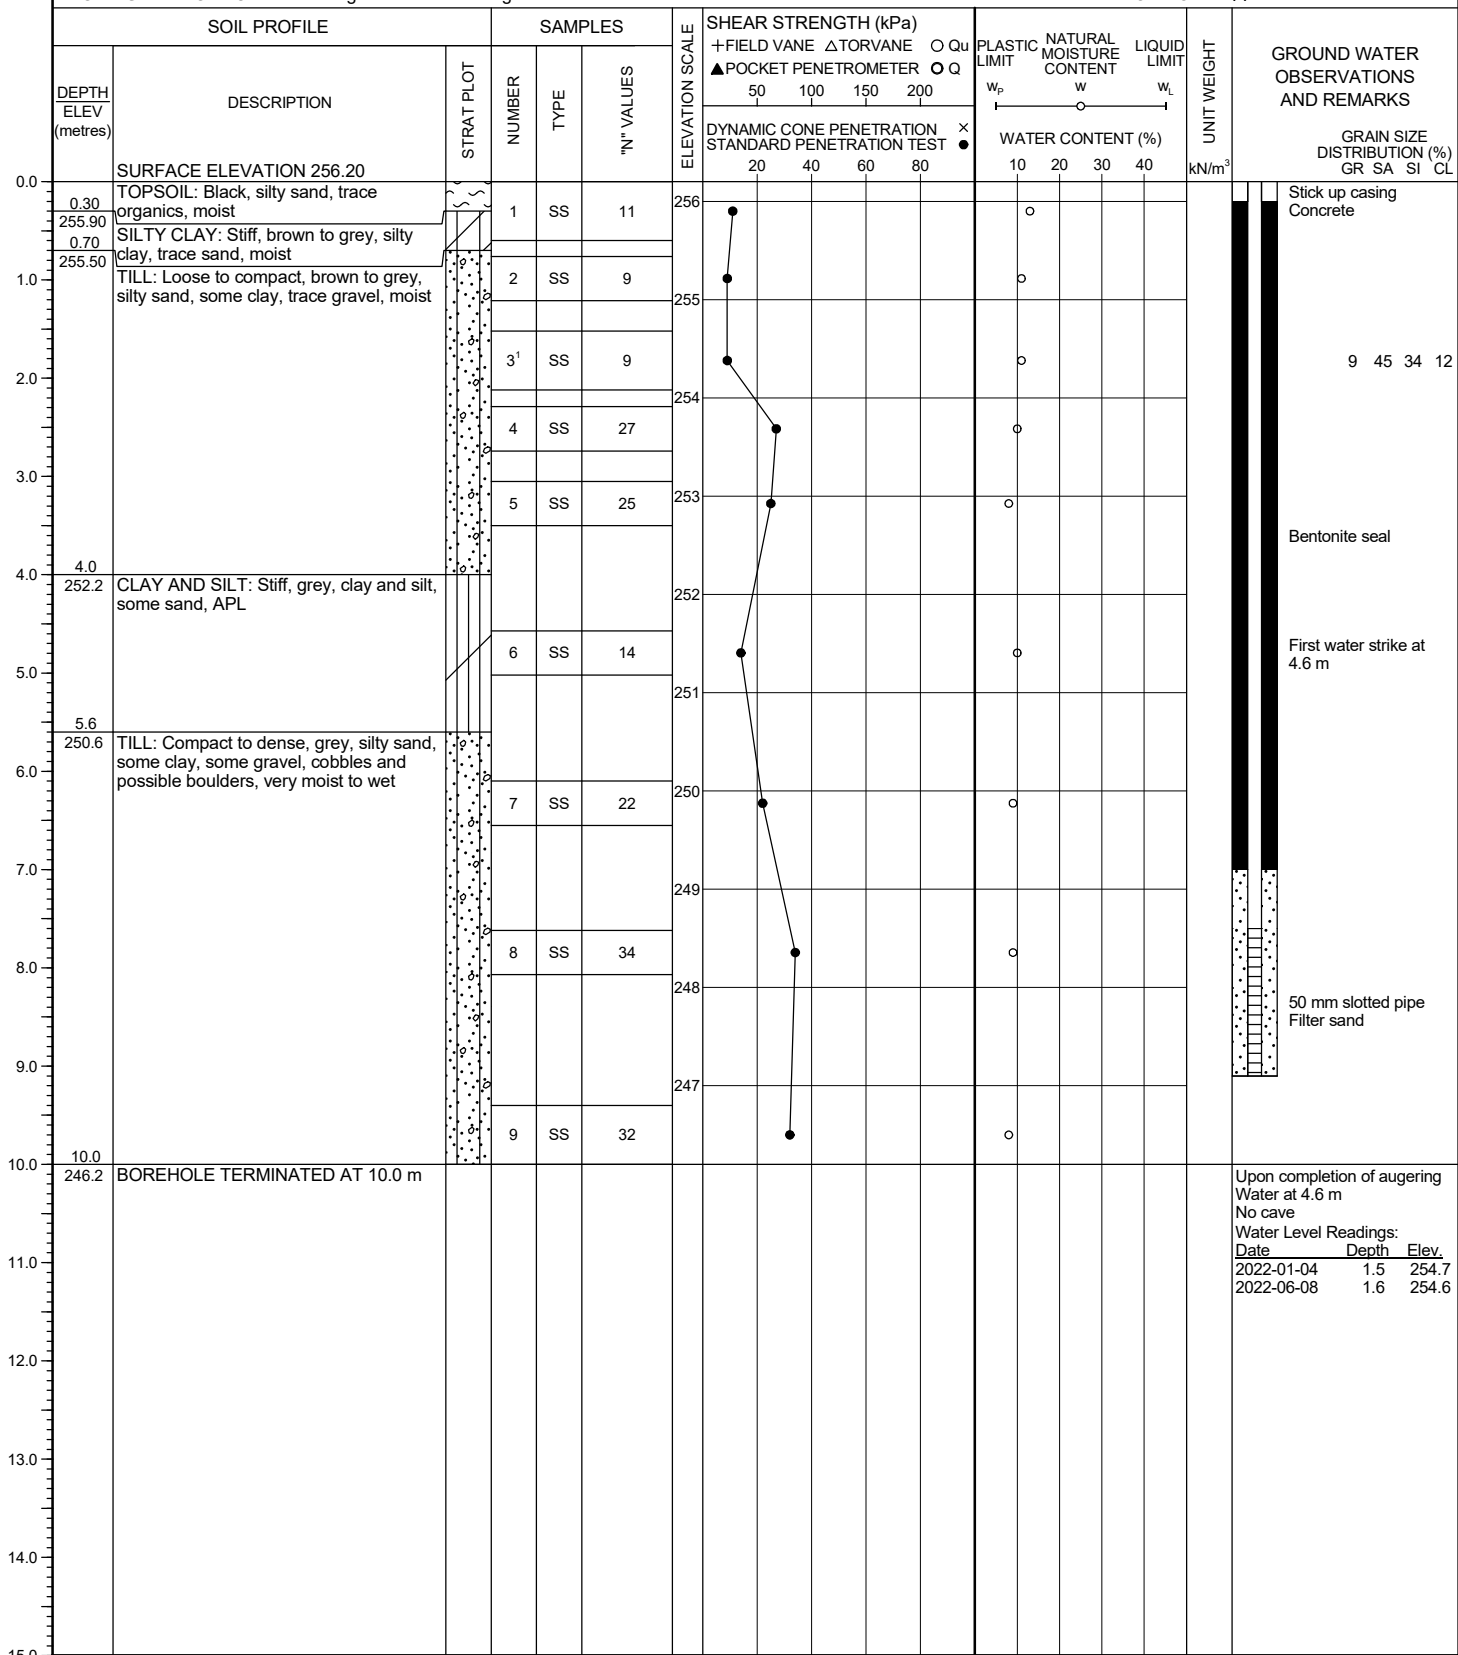 SOIL PROFILE
SAMPLES
DEPTH
ELEV
(metres)
DESCRIPTION
STRAT PLOT
NUMBER
TYPE
"N" VALUES
ELEVATION SCALE
SHEAR STRENGTH (kPa)
+FIELD VANE △TORVANE ○ Qu
▲POCKET PENETROMETER O Q
50 100 150 200
DYNAMIC CONE PENETRATION ×
STANDARD PENETRATION TEST ●
20 40 60 80
PLASTIC LIMIT
NATURAL MOISTURE CONTENT
LIQUID LIMIT
wP w wL
WATER CONTENT (%)
10 20 30 40
UNIT WEIGHT
kN/m³
GROUND WATER
OBSERVATIONS
AND REMARKS
GRAIN SIZE
DISTRIBUTION (%)
GR SA SI CL
SURFACE ELEVATION 256.20
0.0
TOPSOIL: Black, silty sand, trace
organics, moist
0.30
255.90
SILTY CLAY: Stiff, brown to grey, silty
clay, trace sand, moist
0.70
255.50
TILL: Loose to compact, brown to grey,
silty sand, some clay, trace gravel, moist
1 SS 11
2 SS 9
3¹ SS 9
4 SS 27
5 SS 25
4.0
252.2
CLAY AND SILT: Stiff, grey, clay and silt,
some sand, APL
6 SS 14
5.6
250.6
TILL: Compact to dense, grey, silty sand,
some clay, some gravel, cobbles and
possible boulders, very moist to wet
7 SS 22
8 SS 34
9 SS 32
10.0
246.2
BOREHOLE TERMINATED AT 10.0 m
1.0
2.0
3.0
4.0
5.0
6.0
7.0
8.0
9.0
10.0
11.0
12.0
13.0
14.0
15.0
256
255
254
253
252
251
250
249
248
247
Stick up casing
Concrete
9 45 34 12
Bentonite seal
First water strike at
4.6 m
50 mm slotted pipe
Filter sand
Upon completion of augering
Water at 4.6 m
No cave
Water Level Readings:
Date Depth Elev.
2022-01-04 1.5 254.7
2022-06-08 1.6 254.6